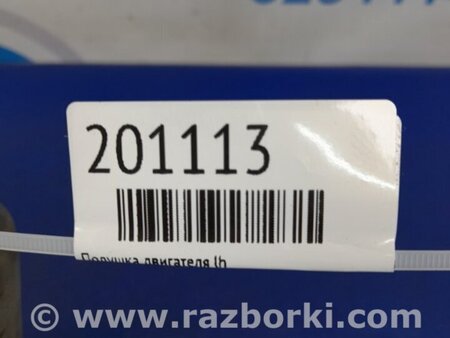 201113
Подушка двигателя lh
© www.razborki.com